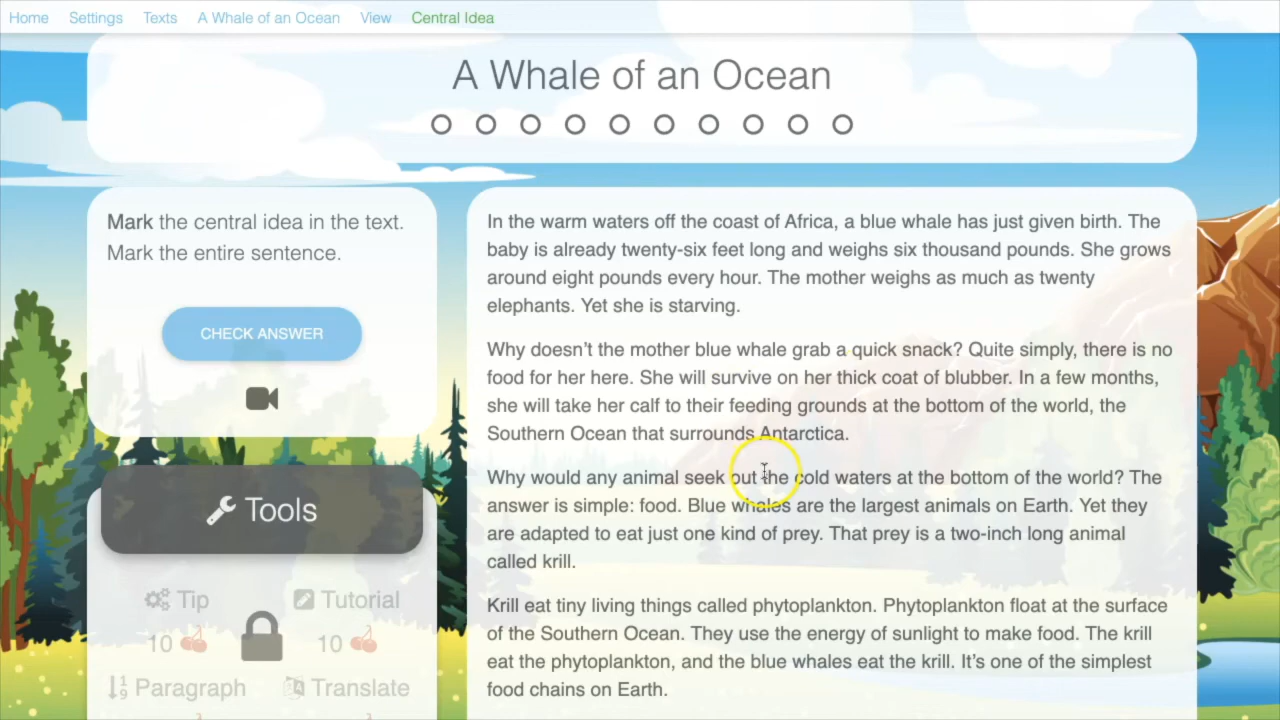 Home Settings Texts A Whale of an Ocean View Central Idea
A Whale of an Ocean
Mark the central idea in the text.
Mark the entire sentence.
CHECK ANSWER
Tools
Tip Tutorial
10 10
Paragraph Translate
In the warm waters off the coast of Africa, a blue whale has just given birth. The
baby is already twenty-six feet long and weighs six thousand pounds. She grows
around eight pounds every hour. The mother weighs as much as twenty
elephants. Yet she is starving.
Why doesn’t the mother blue whale grab a quick snack? Quite simply, there is no
food for her here. She will survive on her thick coat of blubber. In a few months,
she will take her calf to their feeding grounds at the bottom of the world, the
Southern Ocean that surrounds Antarctica.
Why would any animal seek out the cold waters at the bottom of the world? The
answer is simple: food. Blue whales are the largest animals on Earth. Yet they
are adapted to eat just one kind of prey. That prey is a two-inch long animal
called krill.
Krill eat tiny living things called phytoplankton. Phytoplankton float at the surface
of the Southern Ocean. They use the energy of sunlight to make food. The krill
eat the phytoplankton, and the blue whales eat the krill. It’s one of the simplest
food chains on Earth.